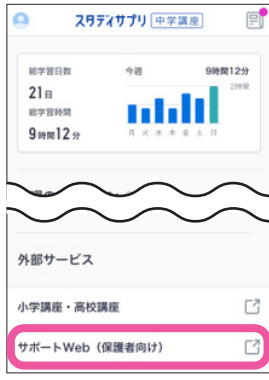 スタディサプリ 中学講座
総学習日数
21日
総学習時間
9時間12分
今週 9時間12分
2時間
月 火 水 木 金 土 日
外部サービス
小学講座・高校講座
サポートWeb（保護者向け）